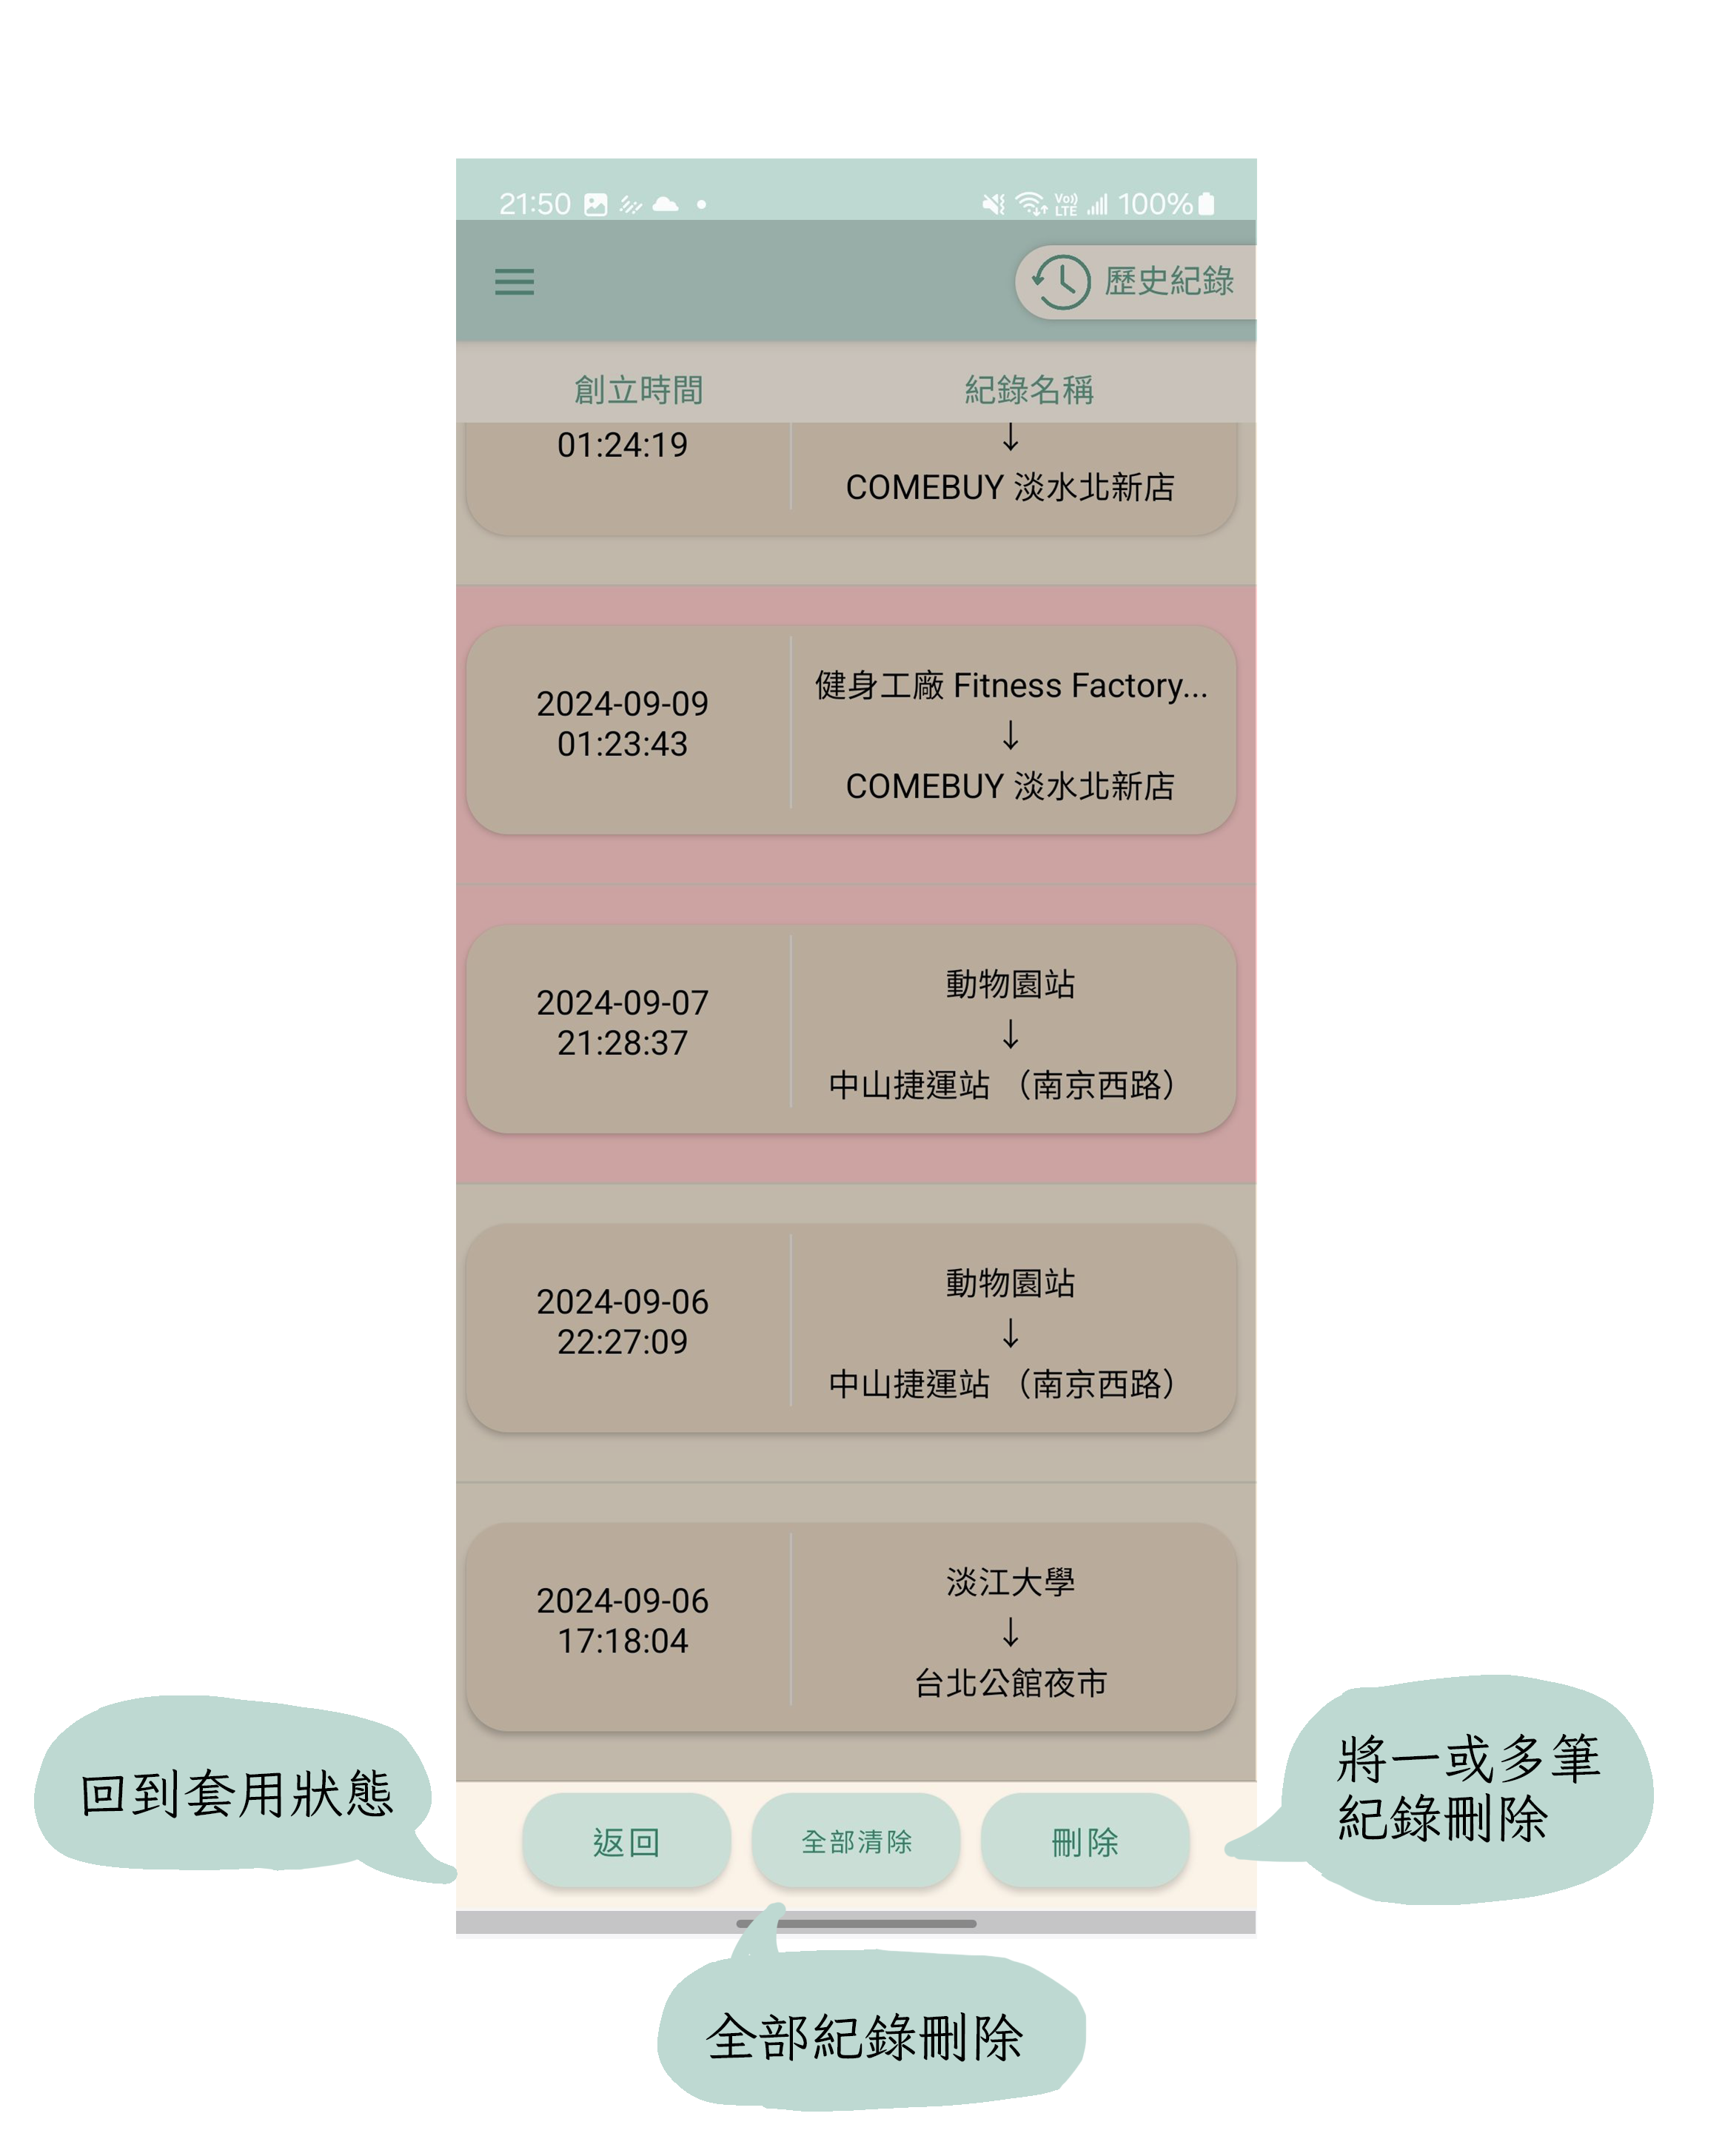 21:50
Vo)) LTE
100%
歷史紀錄
創立時間
紀錄名稱
01:24:19
↓
COMEBUY 淡水北新店
2024-09-09
01:23:43
健身工廠 Fitness Factory...
↓
COMEBUY 淡水北新店
2024-09-07
21:28:37
動物園站
↓
中山捷運站 （南京西路）
2024-09-06
22:27:09
動物園站
↓
中山捷運站 （南京西路）
2024-09-06
17:18:04
淡江大學
↓
台北公館夜市
回到套用狀態
返回
全部清除
刪除
將一或多筆
紀錄刪除
全部紀錄刪除